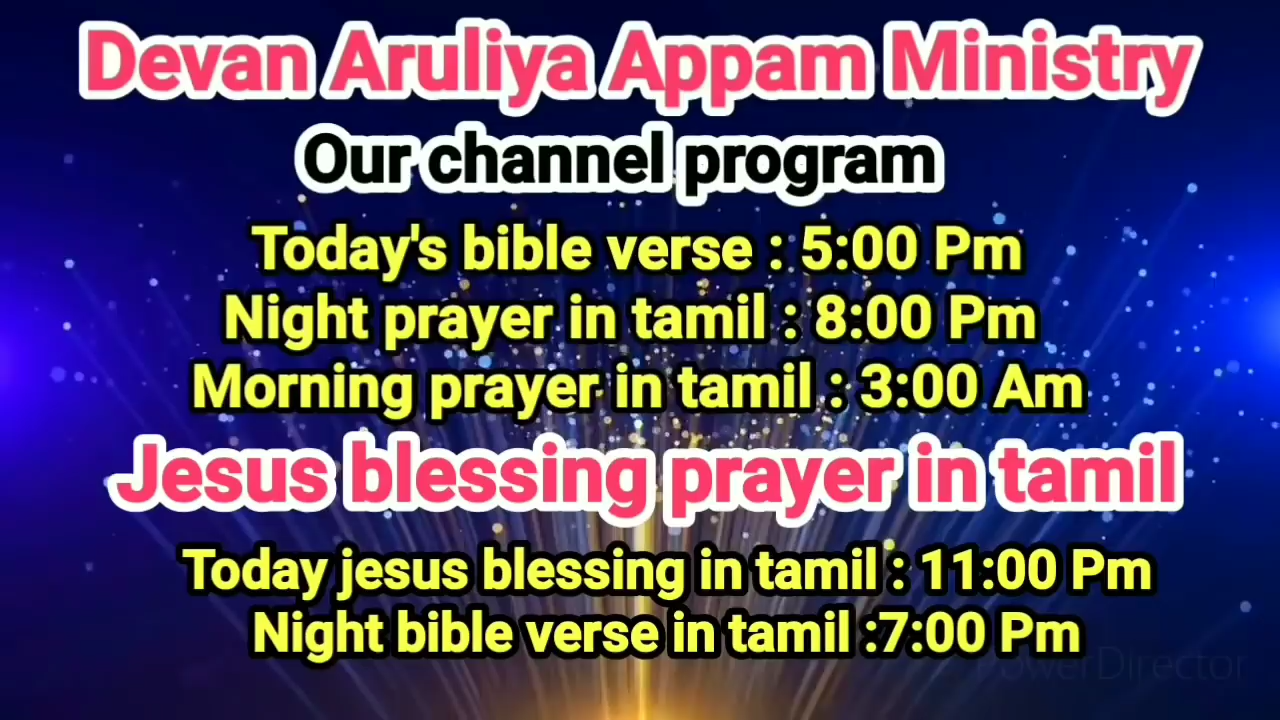 Devan Aruliya Appam Ministry
Our channel program
Today's bible verse : 5:00 Pm
Night prayer in tamil : 8:00 Pm
Morning prayer in tamil : 3:00 Am
Jesus blessing prayer in tamil
Today jesus blessing in tamil : 11:00 Pm
Night bible verse in tamil :7:00 Pm
PowerDirector